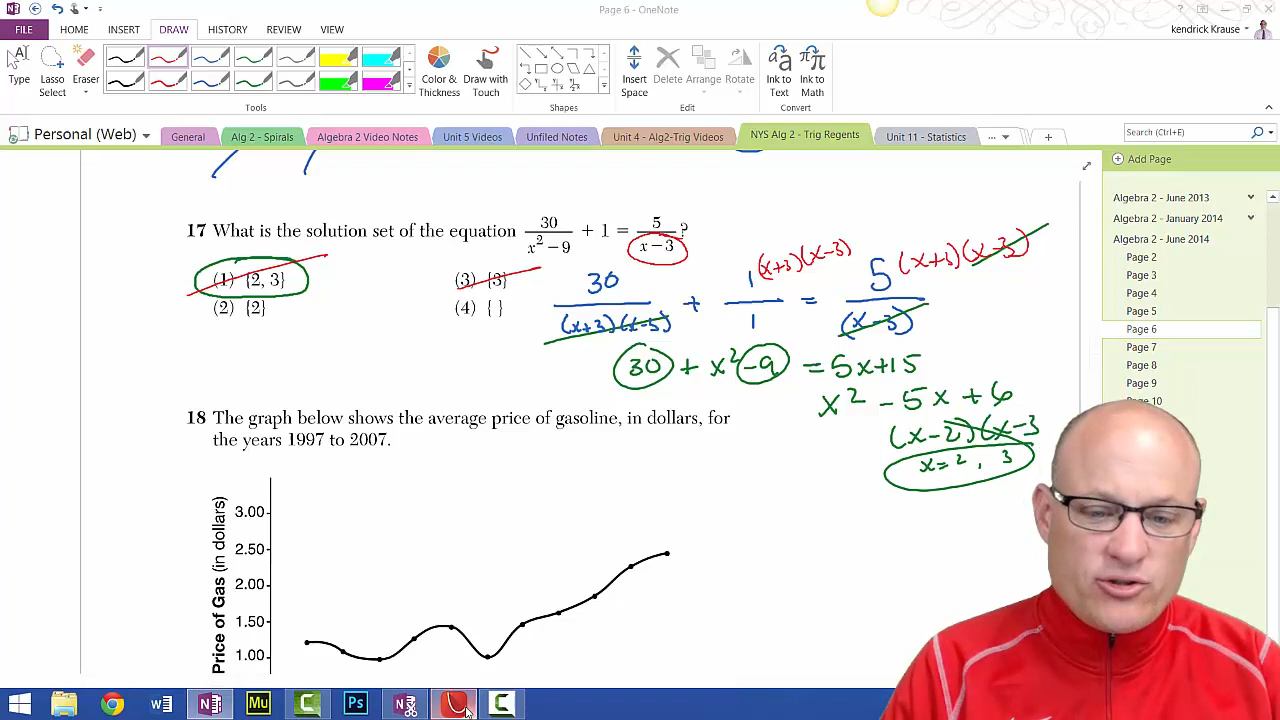 Page 6 - OneNote
FILE HOME INSERT DRAW HISTORY REVIEW VIEW
kendrick Krause
Type
Lasso Select
Eraser
Color & Thickness
Draw with Touch
Insert Space
Delete
Arrange
Rotate
Ink to Text
Ink to Math
Tools
Shapes
Edit
Convert
Personal (Web)
General
Alg 2 - Spirals
Algebra 2 Video Notes
Unit 5 Videos
Unfiled Notes
Unit 4 - Alg2-Trig Videos
NYS Alg 2 - Trig Regents
Unit 11 - Statistics
Search (Ctrl+E)
Add Page
Algebra 2 - June 2013
Algebra 2 - January 2014
Algebra 2 - June 2014
Page 2
Page 3
Page 4
Page 5
Page 6
Page 7
Page 8
Page 9
Page 10
17 What is the solution set of the equation 30/(x² − 9) + 1 = 5/(x − 3)?
(1) {2, 3} (3) {3}
(2) {2} (4) { }
30/((x+3)(x-3)) + 1(x+3)(x-3)/1 = 5(x+3)(x-3)/(x-3)
30 + x² -9 = 5x+15
x² - 5x + 6
(x-2)(x-3
x=2, 3
18 The graph below shows the average price of gasoline, in dollars, for
the years 1997 to 2007.
Price of Gas (in dollars)
3.00
2.50
2.00
1.50
1.00
W
N
Mu
C
Ps
N
C